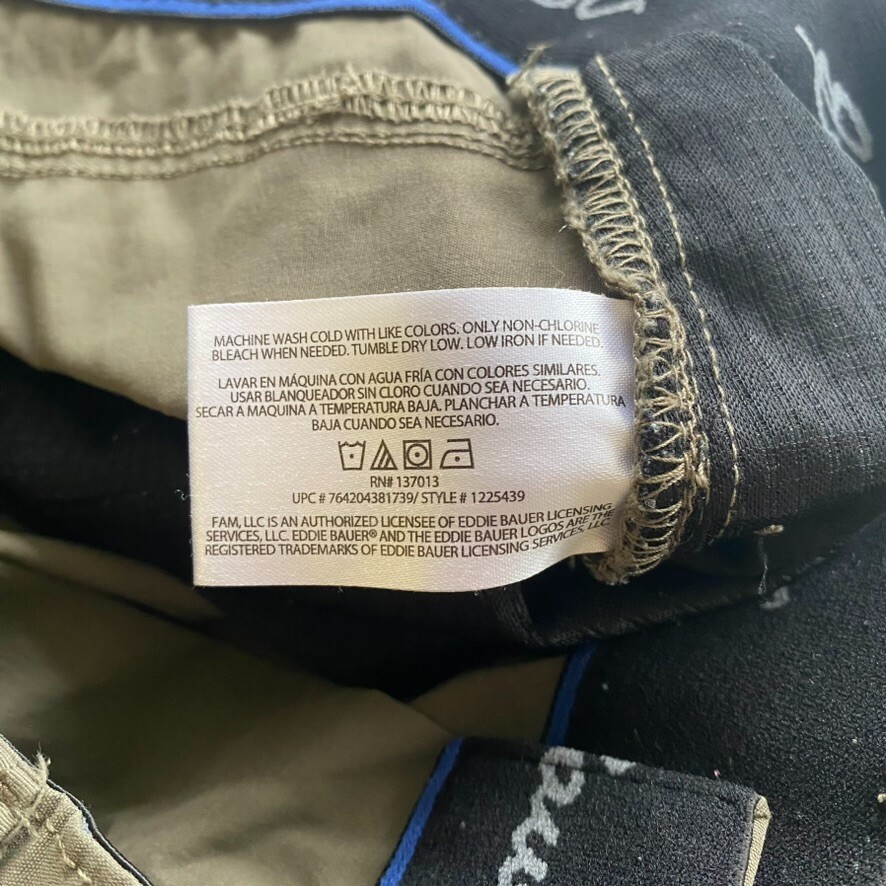 MACHINE WASH COLD WITH LIKE COLORS. ONLY NON-CHLORINE
BLEACH WHEN NEEDED. TUMBLE DRY LOW. LOW IRON IF NEEDED.
LAVAR EN MÁQUINA CON AGUA FRÍA CON COLORES SIMILARES.
USAR BLANQUEADOR SIN CLORO CUANDO SEA NECESARIO.
SECAR A MAQUINA A TEMPERATURA BAJA. PLANCHAR A TEMPERATURA
BAJA CUANDO SEA NECESARIO.
RN# 137013
UPC # 764204381739/ STYLE # 1225439
FAM, LLC IS AN AUTHORIZED LICENSEE OF EDDIE BAUER LICENSING
SERVICES, LLC. EDDIE BAUER® AND THE EDDIE BAUER LOGOS ARE THE
REGISTERED TRADEMARKS OF EDDIE BAUER LICENSING SERVICES, LLC.